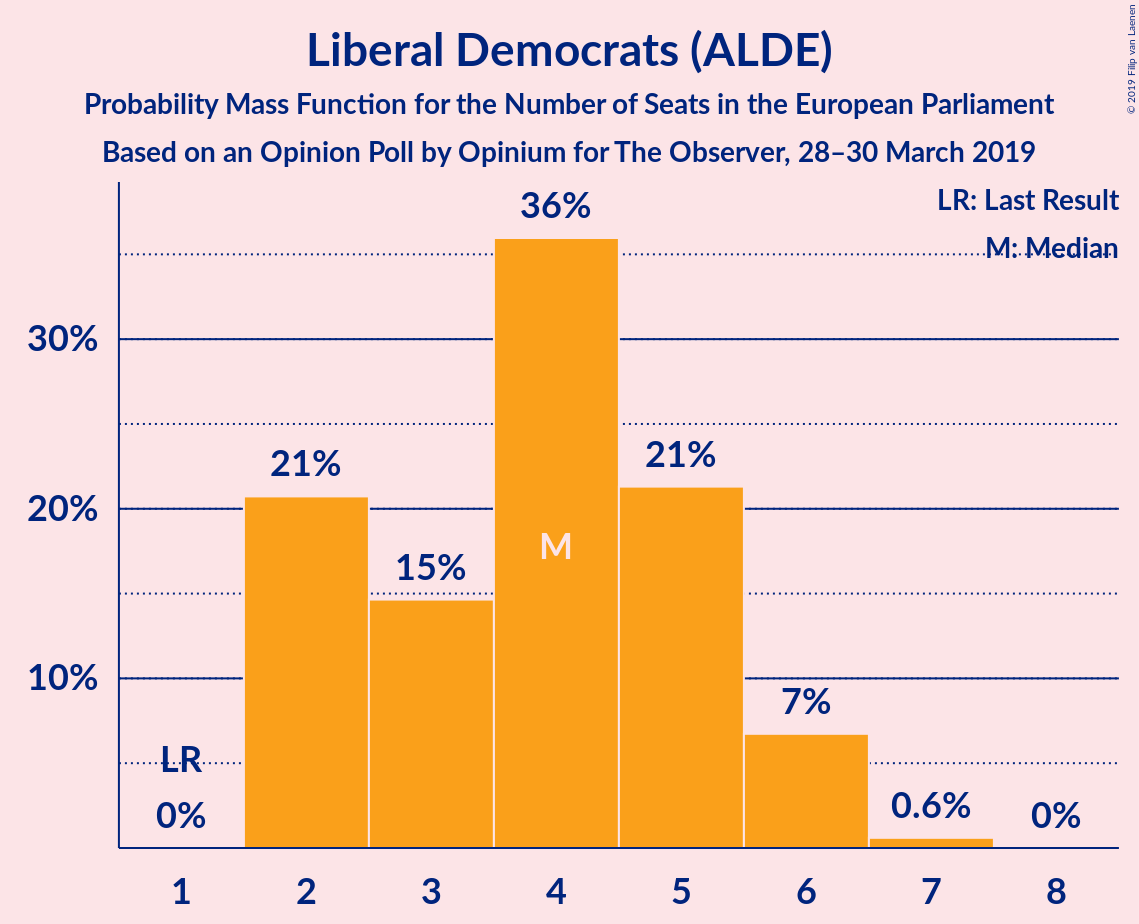 Liberal Democrats (ALDE)
Probability Mass Function for the Number of Seats in the European Parliament
Based on an Opinion Poll by Opinium for The Observer, 28–30 March 2019
© 2019 Filip van Laenen
LR: Last Result
M: Median
36%
30%
21%
21%
20%
M
15%
10%
7%
LR
0%
0.6%
0%
1 2 3 4 5 6 7 8